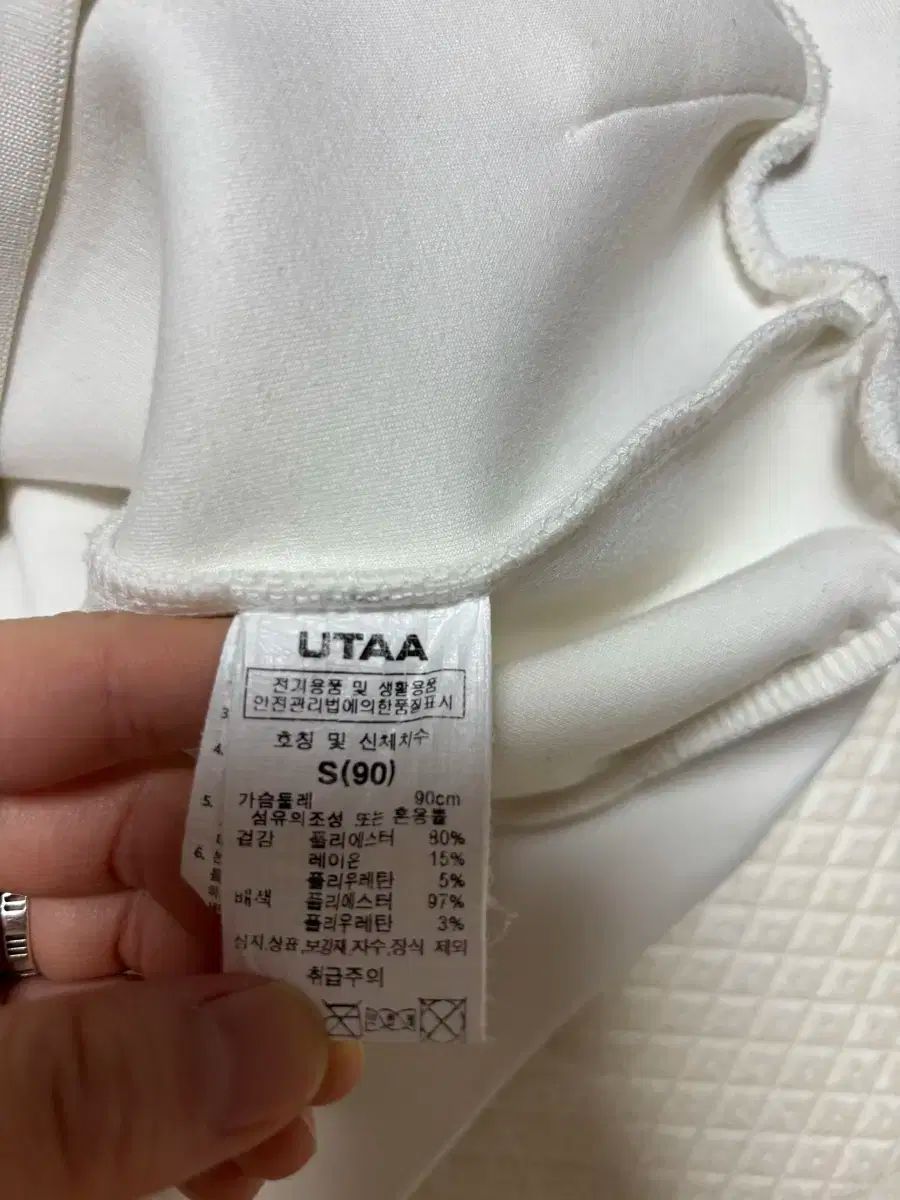 UTAA
전기용품 및 생활용품
안전관리법에의한품질표시
호칭 및 신체치수
S(90)
가슴둘레 90cm
섬유의조성 또는 혼용률
겉감 폴리에스터 80%
레이온 15%
폴리우레탄 5%
배색 폴리에스터 97%
폴리우레탄 3%
심지,상표,보강재,자수,장식 제외
취급주의
3
4.
5.
6.